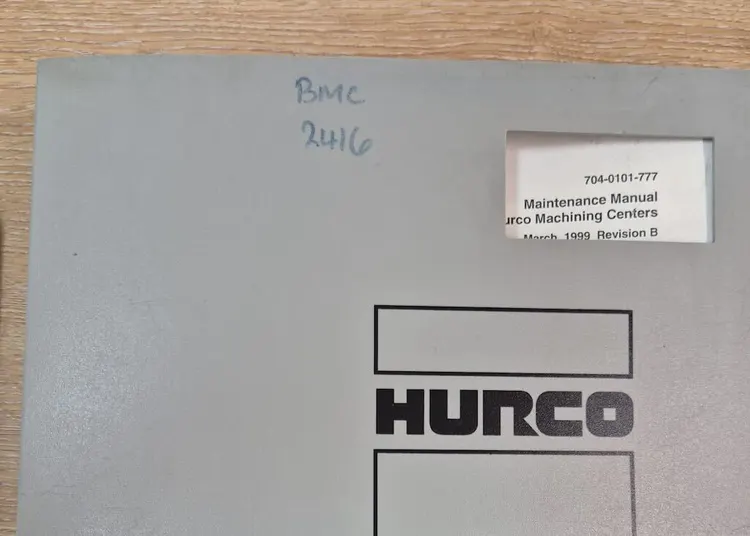 BMC
2416
704-0101-777
Maintenance Manual
urco Machining Centers
March, 1999 Revision B
HURCO